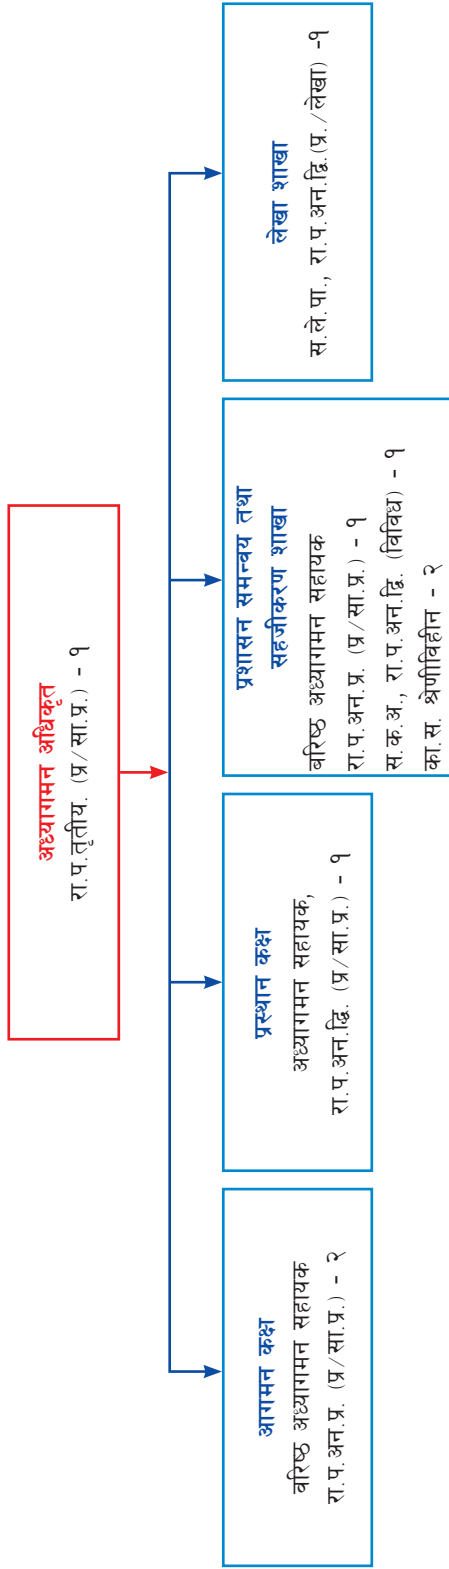 अध्यागमन अधिकृत
रा.प.तृतीय. (प्र/सा.प्र.) - १
आगमन कक्ष
बरिष्ठ अध्यागमन सहायक
रा.प.अन.प्र. (प्र/सा.प्र.) - २
प्रस्थान कक्ष
अध्यागमन सहायक,
रा.प.अन.द्वि. (प्र/सा.प्र.) - १
प्रशासन समन्वय तथा
सहजीकरण शाखा
बरिष्ठ अध्यागमन सहायक
रा.प.अन.प्र. (प्र/सा.प्र.) - १
स.क.अ., रा.प.अन.द्वि. (विविध) - १
का.स. श्रेणीविहीन - २
लेखा शाखा
स.ले.पा., रा.प.अन.द्वि.(प्र./लेखा) -१